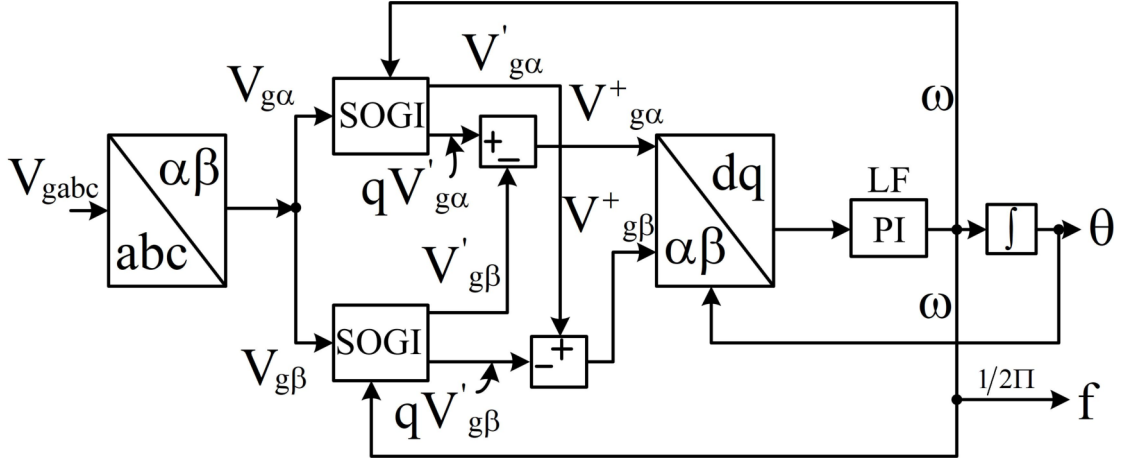 V'gα
Vgα
SOGI
V+gα
ω
+
−
αβ
dq
Vgabc
qV'gα
LF
V+gβ
PI
∫
θ
abc
αβ
V'gβ
ω
SOGI
+
−
Vgβ
1/2Π
f
qV'gβ